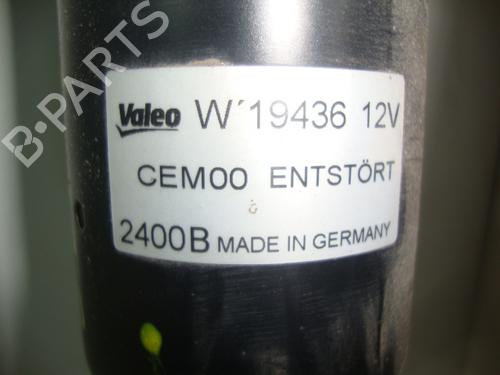 B·PARTS
Valeo W´19436 12V
CEM00 ENTSTÖRT
2400B MADE IN GERMANY